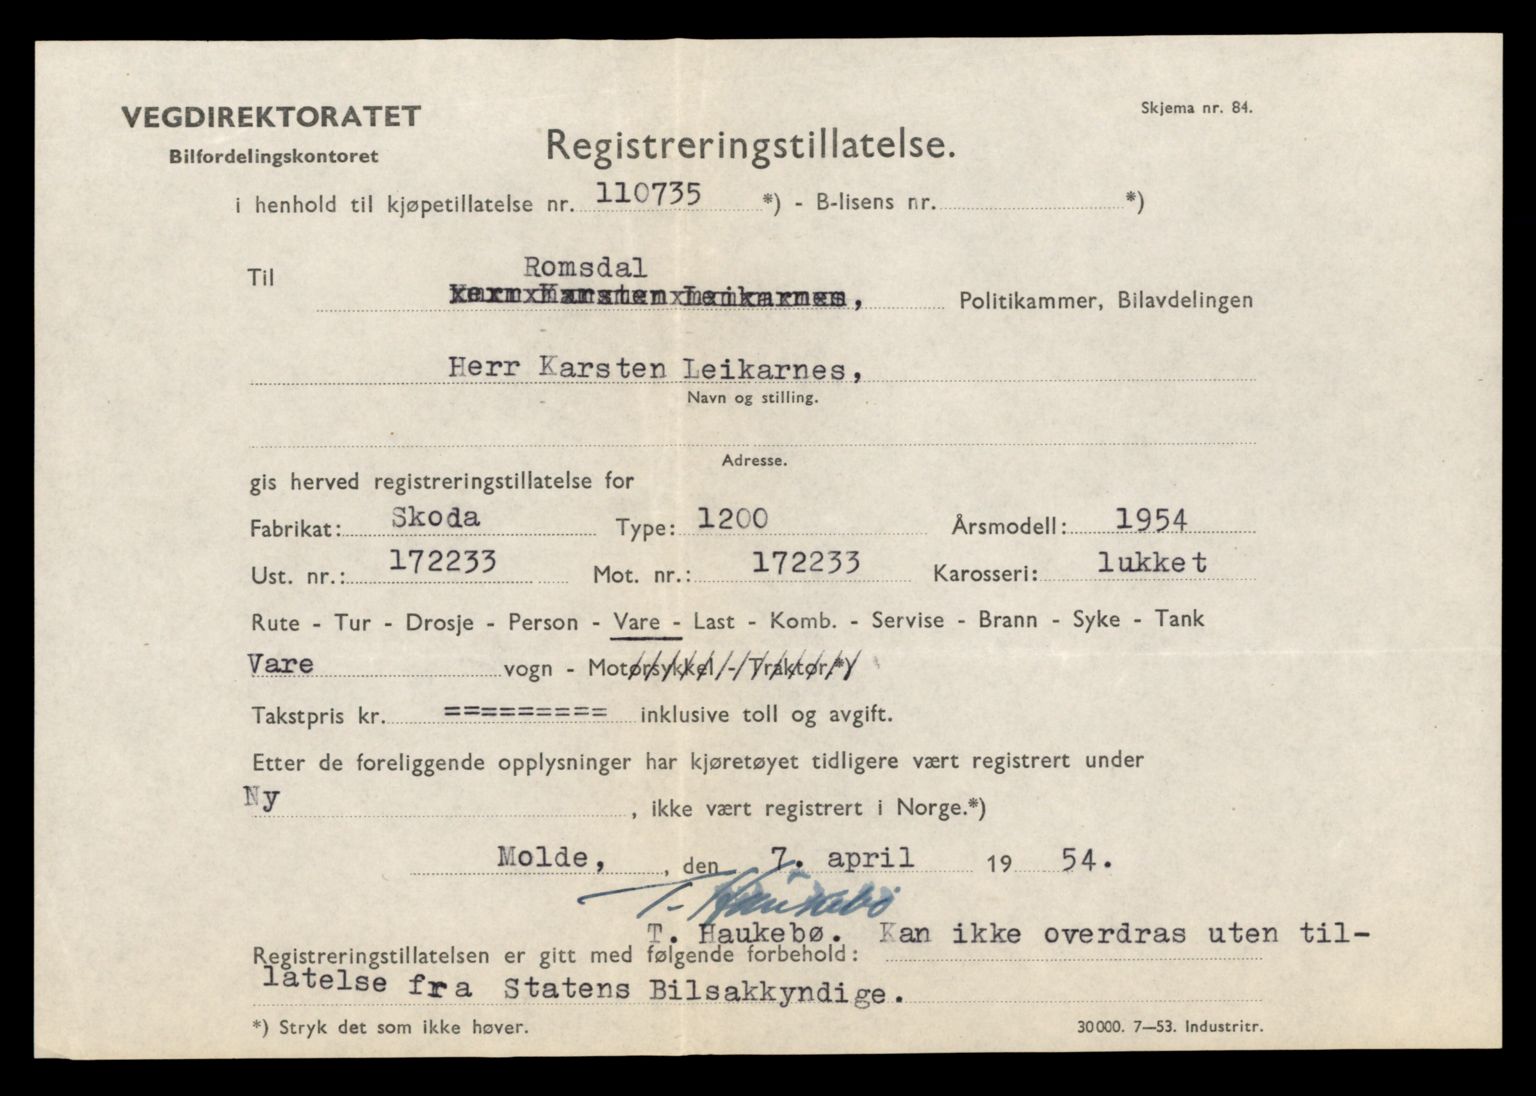 VEGDIREKTORATET
Skjema nr. 84.
Bilfordelingskontoret
Registreringstillatelse.
i henhold til kjøpetillatelse nr. 110735 *) - B-lisens nr. *)
Romsdal
Til Herr Karsten Leikarnes, Politikammer, Bilavdelingen
Herr Karsten Leikarnes,
Navn og stilling.
Adresse.
gis herved registreringstillatelse for
Fabrikat: Skoda Type: 1200 Årsmodell: 1954
Ust. nr.: 172233 Mot. nr.: 172233 Karosseri: lukket
Rute - Tur - Drosje - Person - Vare - Last - Komb. - Servise - Brann - Syke - Tank
Vare vogn - Motorsykkel - Traktor.*)
Takstpris kr. ========= inklusive toll og avgift.
Etter de foreliggende opplysninger har kjøretøyet tidligere vært registrert under
Ny , ikke vært registrert i Norge.*)
Molde, , den 7. april 19 54.
T. Haukebø
T. Haukebø. Kan ikke overdras uten til-
Registreringstillatelsen er gitt med følgende forbehold:
latelse fra Statens Bilsakkyndige.
*) Stryk det som ikke høver.
30000. 7—53. Industritr.